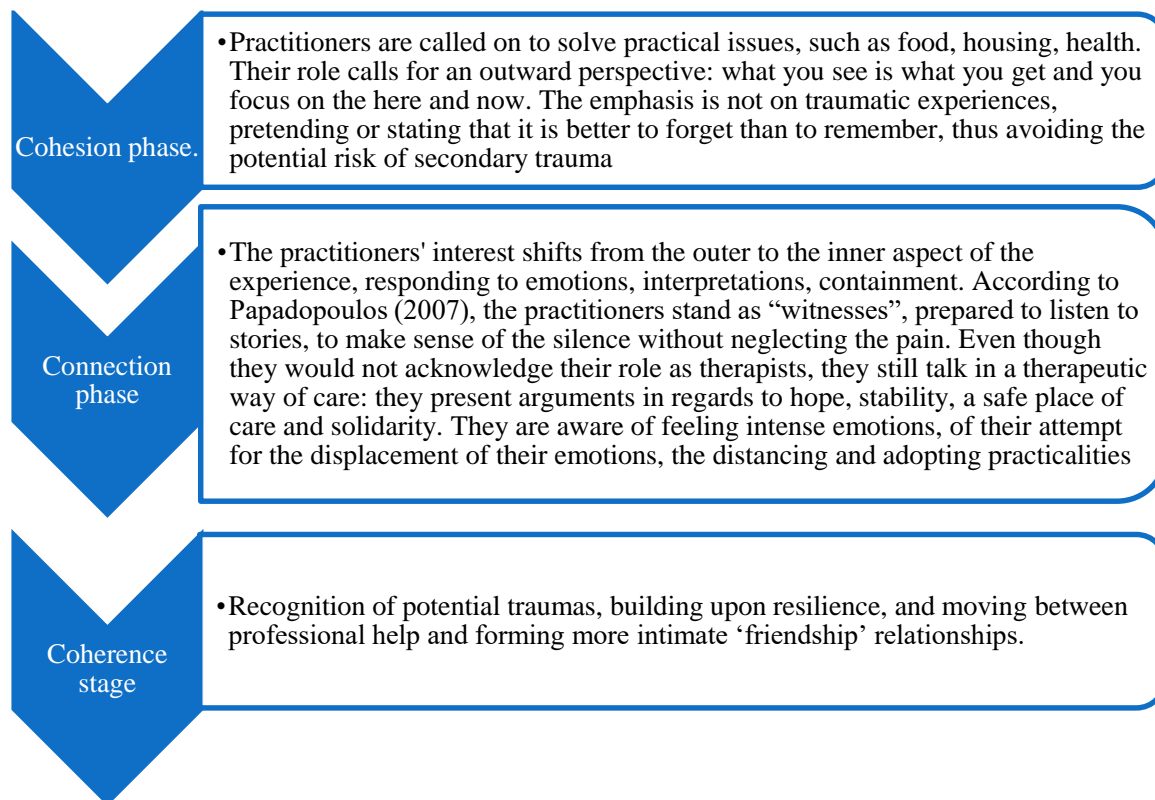 Cohesion phase.
•Practitioners are called on to solve practical issues, such as food, housing, health.
Their role calls for an outward perspective: what you see is what you get and you
focus on the here and now. The emphasis is not on traumatic experiences,
pretending or stating that it is better to forget than to remember, thus avoiding the
potential risk of secondary trauma
Connection
phase
•The practitioners' interest shifts from the outer to the inner aspect of the
experience, responding to emotions, interpretations, containment. According to
Papadopoulos (2007), the practitioners stand as “witnesses”, prepared to listen to
stories, to make sense of the silence without neglecting the pain. Even though
they would not acknowledge their role as therapists, they still talk in a therapeutic
way of care: they present arguments in regards to hope, stability, a safe place of
care and solidarity. They are aware of feeling intense emotions, of their attempt
for the displacement of their emotions, the distancing and adopting practicalities
Coherence
stage
•Recognition of potential traumas, building upon resilience, and moving between
professional help and forming more intimate ‘friendship’ relationships.